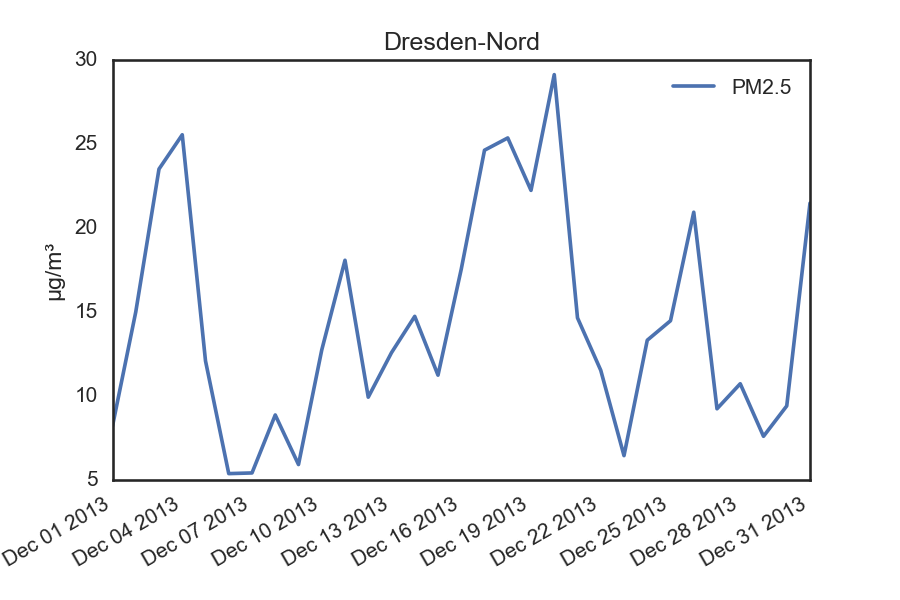 Dresden-Nord
30
25
20
15
10
5
µg/m³
PM2.5
Dec 01 2013
Dec 04 2013
Dec 07 2013
Dec 10 2013
Dec 13 2013
Dec 16 2013
Dec 19 2013
Dec 22 2013
Dec 25 2013
Dec 28 2013
Dec 31 2013